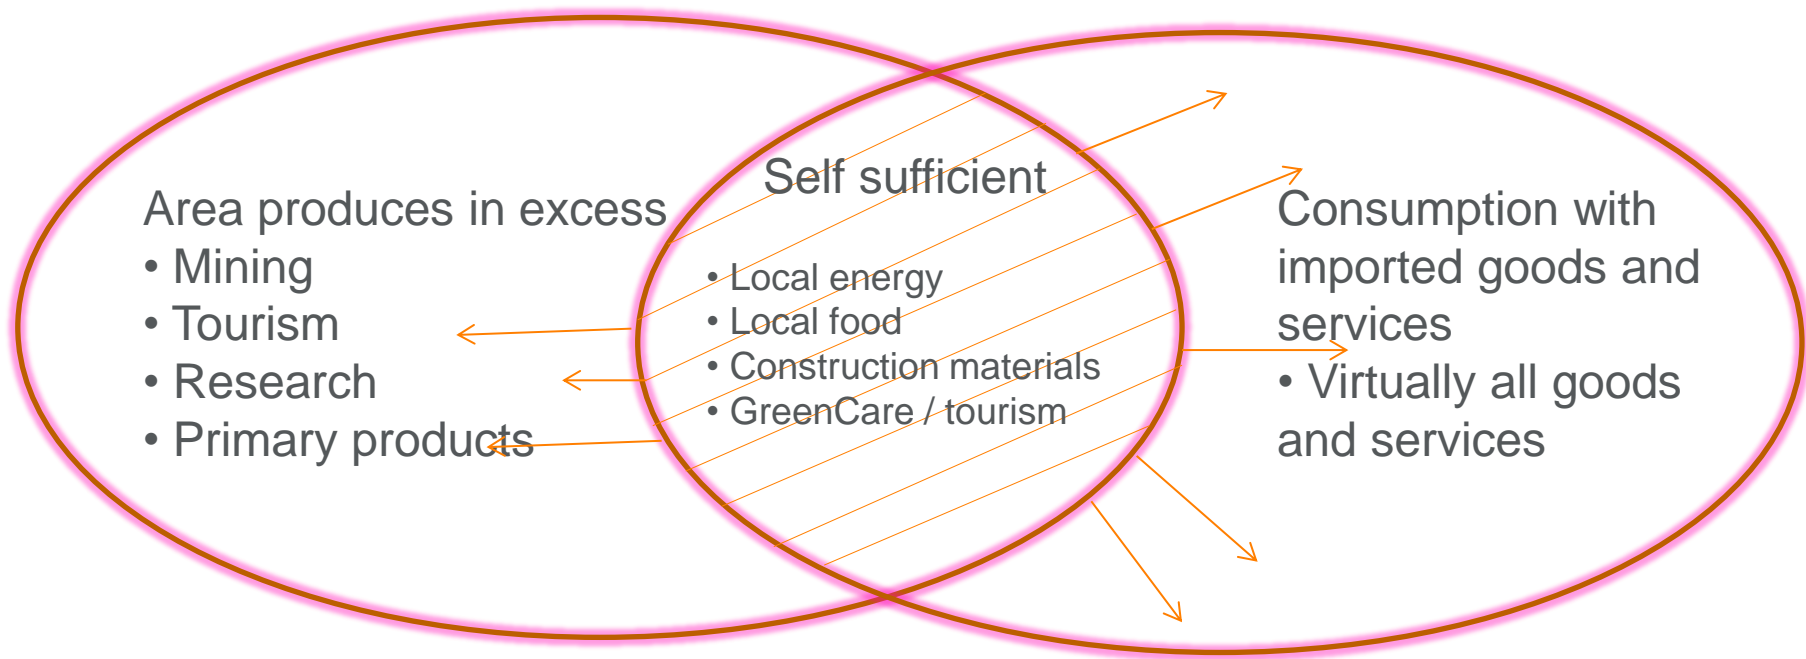 Area produces in excess
• Mining
• Tourism
• Research
• Primary products
Self sufficient
• Local energy
• Local food
• Construction materials
• GreenCare / tourism
Consumption with
imported goods and
services
• Virtually all goods
and services